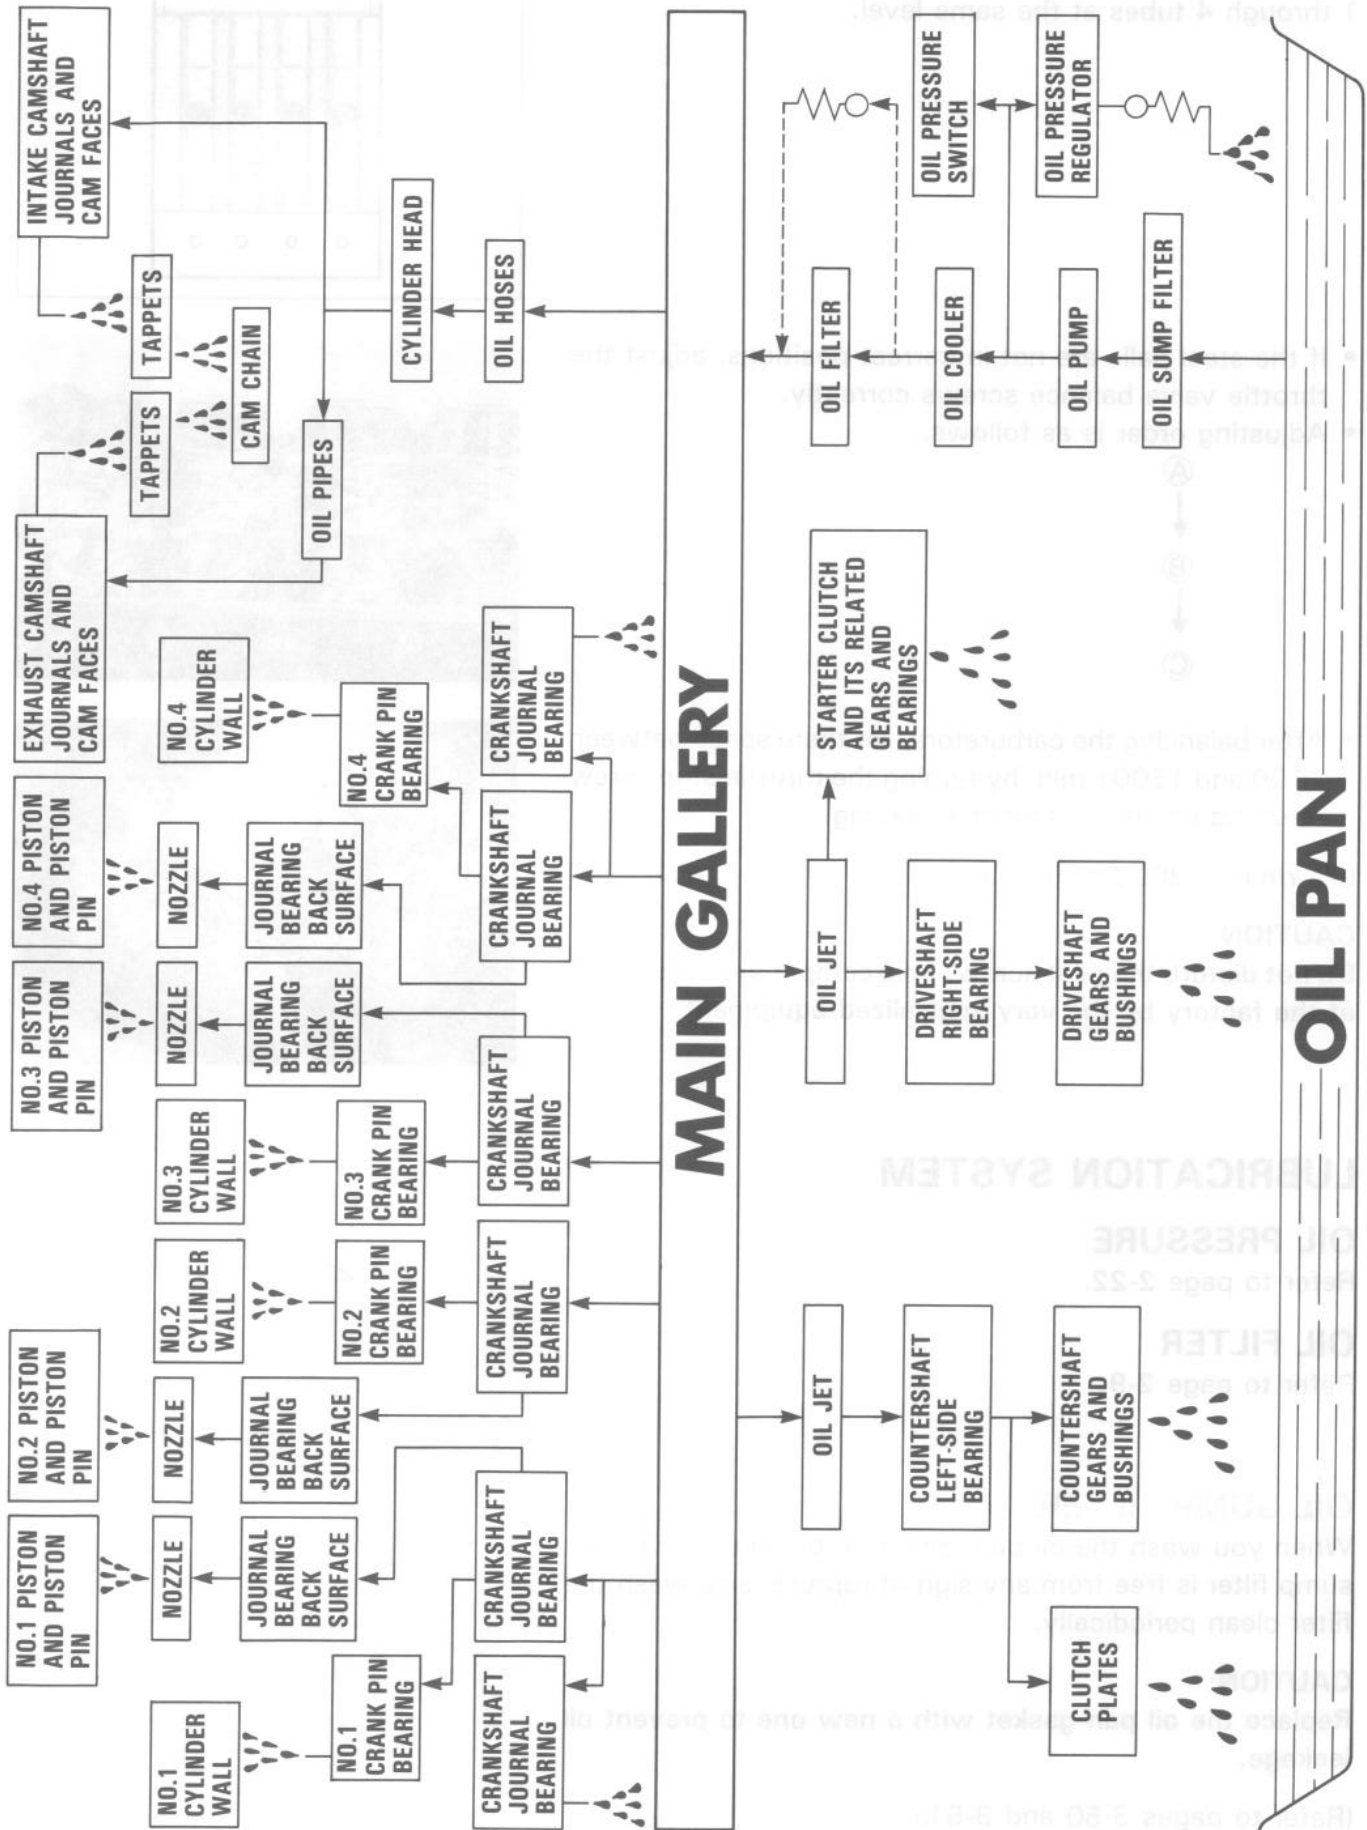 NO.1 PISTON
AND PISTON
PIN
NO.2 PISTON
AND PISTON
PIN
NO.3 PISTON
AND PISTON
PIN
NO.4 PISTON
AND PISTON
PIN
EXHAUST CAMSHAFT
JOURNALS AND
CAM FACES
INTAKE CAMSHAFT
JOURNALS AND
CAM FACES
NO.1
CYLINDER
WALL
NOZZLE
NOZZLE
NO.2
CYLINDER
WALL
NO.3
CYLINDER
WALL
NOZZLE
NOZZLE
NO.4
CYLINDER
WALL
TAPPETS
TAPPETS
JOURNAL
BEARING
BACK
SURFACE
JOURNAL
BEARING
BACK
SURFACE
JOURNAL
BEARING
BACK
SURFACE
JOURNAL
BEARING
BACK
SURFACE
CAM CHAIN
NO.1
CRANK PIN
BEARING
NO.2
CRANK PIN
BEARING
NO.3
CRANK PIN
BEARING
NO.4
CRANK PIN
BEARING
OIL PIPES
CYLINDER HEAD
CRANKSHAFT
JOURNAL
BEARING
CRANKSHAFT
JOURNAL
BEARING
CRANKSHAFT
JOURNAL
BEARING
CRANKSHAFT
JOURNAL
BEARING
CRANKSHAFT
JOURNAL
BEARING
CRANKSHAFT
JOURNAL
BEARING
OIL HOSES
MAIN GALLERY
OIL JET
OIL JET
STARTER CLUTCH
AND ITS RELATED
GEARS AND
BEARINGS
OIL FILTER
COUNTERSHAFT
LEFT-SIDE
BEARING
DRIVESHAFT
RIGHT SIDE
BEARING
OIL COOLER
OIL PRESSURE
SWITCH
CLUTCH
PLATES
COUNTERSHAFT
GEARS AND
BUSHINGS
DRIVESHAFT
GEARS AND
BUSHINGS
OIL PUMP
OIL PRESSURE
REGULATOR
OIL SUMP FILTER
OIL PAN